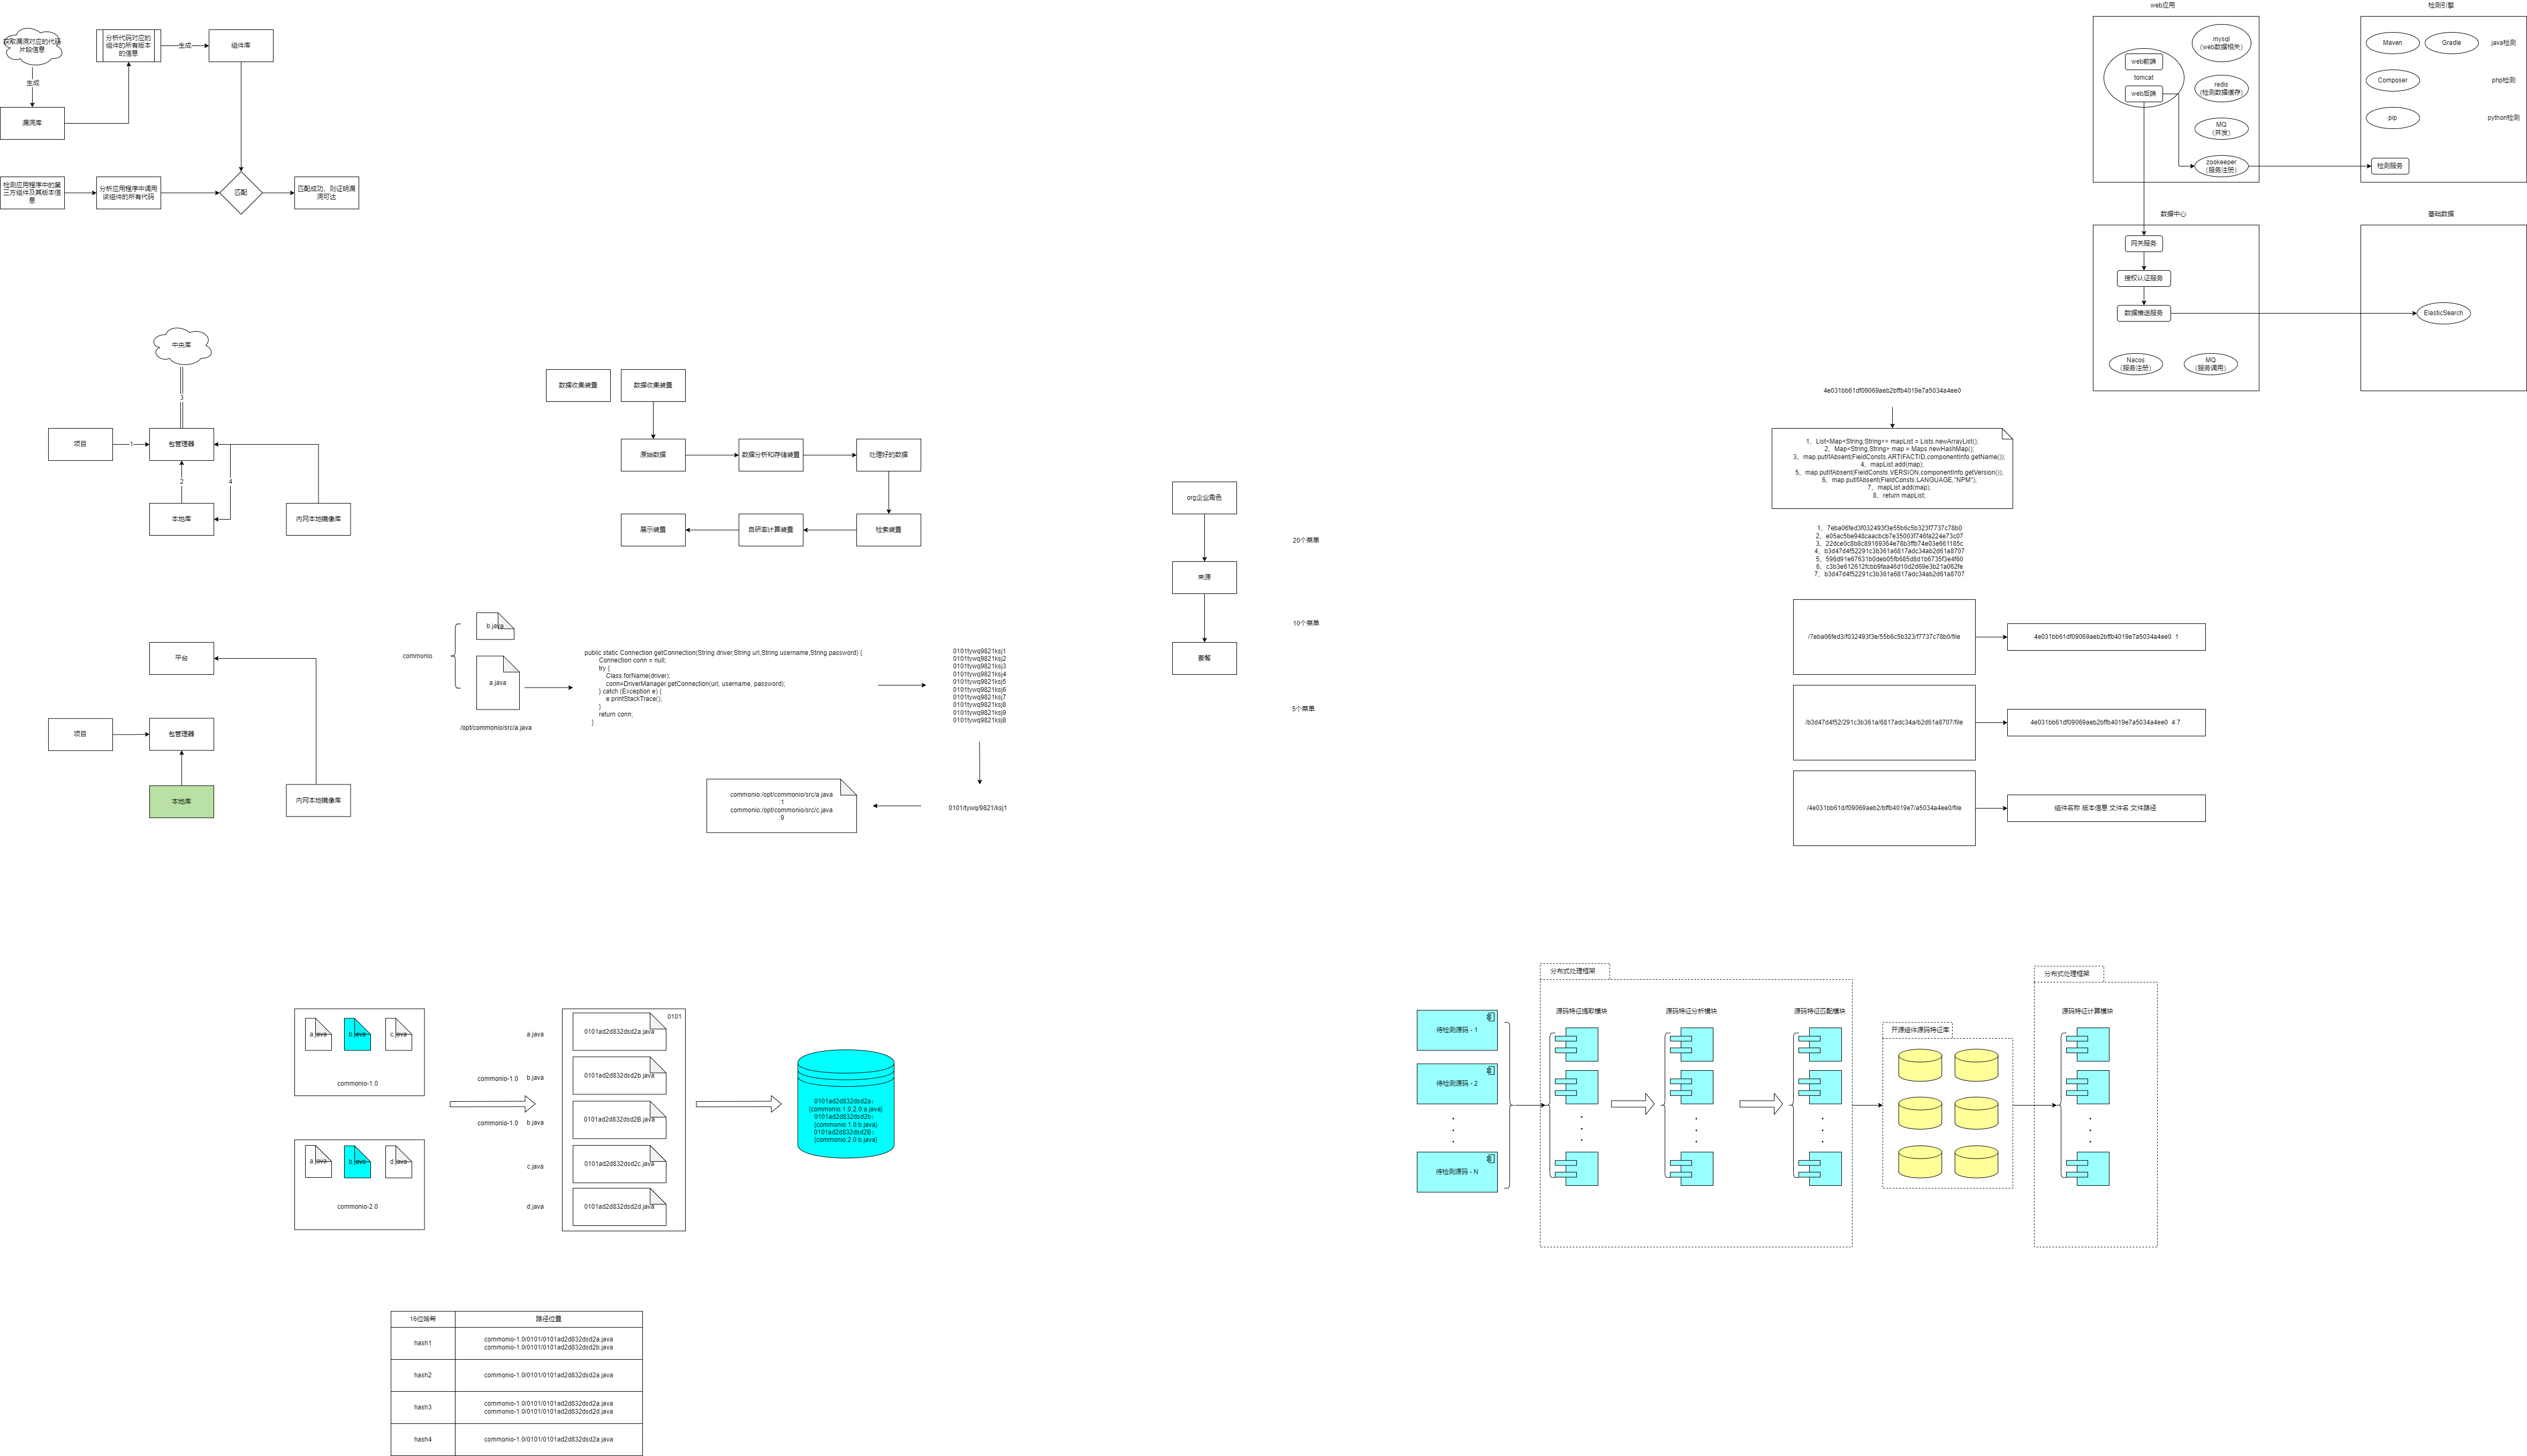 获取漏洞对应的代码
片段信息
生成
漏洞库
分析代码对应的
组件的所有版本
的信息
生成
组件库
检测应用程序中的第
三方组件及其版本信
息
分析应用程序中调用
该组件的所有代码
匹配
匹配成功，则证明漏
洞可达
web应用
web前端
tomcat
web后端
mysql
(web数据相关)
redis
(检测数据缓存)
MQ
(并发)
zookeeper
(服务注册)
检测引擎
Maven
Gradle
java检测
Composer
php检测
pip
python检测
检测服务
数据中心
网关服务
授权认证服务
数据推送服务
Nacos
(服务注册)
MQ
(服务调用)
基础数据
ElasticSearch
中央库
3
项目
1
包管理器
2
4
本地库
内网本地镜像库
数据收集装置
数据收集装置
原始数据
数据分析和存储装置
处理好的数据
展示装置
自研率计算装置
检索装置
org企业角色
20个菜单
来源
10个菜单
套餐
5个菜单
4e031bb61df09069aeb2bffb4019e7a5034a4ee0
1、List<Map<String,String>> mapList = Lists.newArrayList();
2、Map<String,String> map = Maps.newHashMap();
3、map.putIfAbsent(FieldConsts.ARTIFACTID,componentInfo.getName());
4、mapList.add(map);
5、map.putIfAbsent(FieldConsts.VERSION,componentInfo.getVersion());
6、map.putIfAbsent(FieldConsts.LANGUAGE,"NPM");
7、mapList.add(map);
8、return mapList;
1、7eba06fed3f032493f3e55b6c5b323f7737c78b0
2、e05ac5be948caacbcb7e35003f746fa224e73c07
3、22dce0c8b8c89169364e78b3ffb74e03e661185c
4、b3d47d4f52291c3b361a6817adc34ab2d61a8707
5、596d91e67631b0deb05fb685d8d1b6735f3e4f60
6、c3b3e612612fcbb9faa46d10d2d69e3b21a062fe
7、b3d47d4f52291c3b361a6817adc34ab2d61a8707
/7eba06fed3/f032493f3e/55b6c5b323/f7737c78b0/file
4e031bb61df09069aeb2bffb4019e7a5034a4ee0 1
/b3d47d4f52/291c3b361a/6817adc34a/b2d61a8707/file
4e031bb61df09069aeb2bffb4019e7a5034a4ee0 4 7
/4e031bb61d/f09069aeb2/bffb4019e7/a5034a4ee0/file
组件名称 版本信息 文件名 文件路径
平台
项目
包管理器
本地库
内网本地镜像库
commonio
b.java
a.java
/opt/commonio/src/a.java
public static Connection getConnection(String driver,String url,String username,String password) {
Connection conn = null;
try {
Class.forName(driver);
conn=DriverManager.getConnection(url, username, password);
} catch (Exception e) {
e.printStackTrace();
}
return conn;
}
0101tywq9821ksj1
0101tywq9821ksj2
0101tywq9821ksj3
0101tywq9821ksj4
0101tywq9821ksj5
0101tywq9821ksj6
0101tywq9821ksj7
0101tywq9821ksj8
0101tywq9821ksj9
0101tywq9821ksj8
0101/tywq/9821/ksj1
commonio:/opt/commonio/src/a.java
:1
commonio:/opt/commonio/src/c.java
:9
a.java
b.java
c.java
commonio-1.0
a.java
b.java
d.java
commonio-2.0
a.java
commonio-1.0
b.java
commonio-1.0
b.java
c.java
d.java
0101
0101ad2d832dsd2a.java
0101ad2d832dsd2b.java
0101ad2d832dsd2B.java
0101ad2d832dsd2c.java
0101ad2d832dsd2d.java
0101ad2d832dsd2a：
{commonio:1.0,2.0:a.java}
0101ad2d832dsd2b：
{commonio:1.0:b.java}
0101ad2d832dsd2B：
{commonio:2.0:b.java}
待检测源码 - 1
待检测源码 - 2
待检测源码 - N
分布式处理框架
源码特征提取模块
源码特征分析模块
源码特征匹配模块
开源组件源码特征库
分布式处理框架
源码特征计算模块
16位哈希
路径位置
hash1
commonio-1.0/0101/0101ad2d832dsd2a.java
commonio-1.0/0101/0101ad2d832dsd2b.java
hash2
commonio-1.0/0101/0101ad2d832dsd2a.java
hash3
commonio-1.0/0101/0101ad2d832dsd2a.java
commonio-1.0/0101/0101ad2d832dsd2d.java
hash4
commonio-1.0/0101/0101ad2d832dsd2a.java